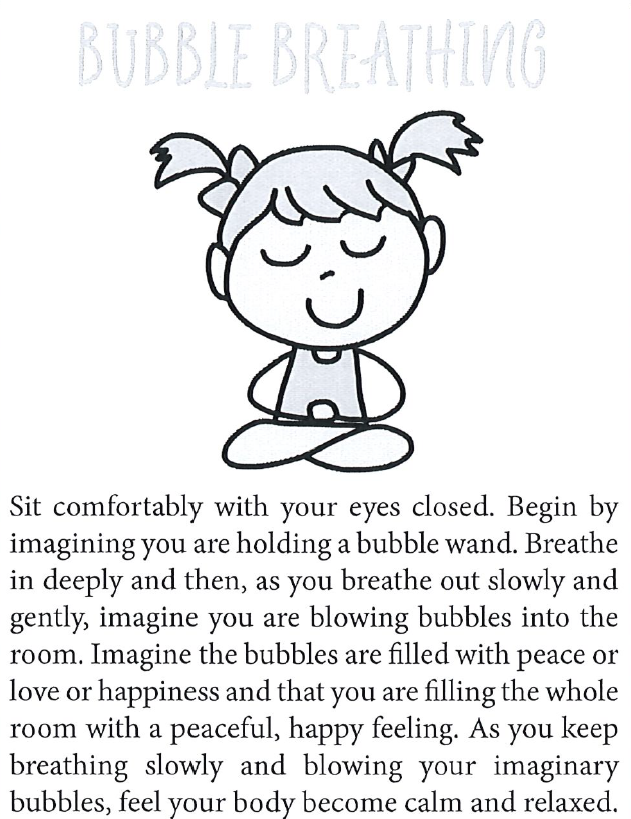 BUBBLE BREATHING
Sit comfortably with your eyes closed. Begin by
imagining you are holding a bubble wand. Breathe
in deeply and then, as you breathe out slowly and
gently, imagine you are blowing bubbles into the
room. Imagine the bubbles are filled with peace or
love or happiness and that you are filling the whole
room with a peaceful, happy feeling. As you keep
breathing slowly and blowing your imaginary
bubbles, feel your body become calm and relaxed.